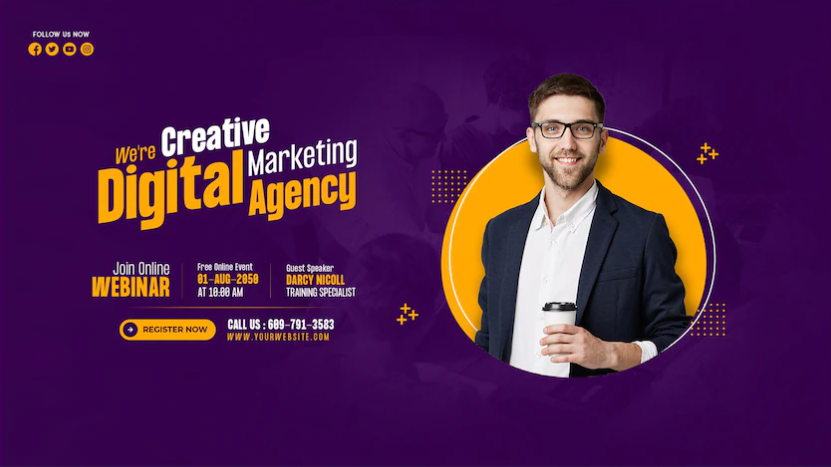 FOLLOW US NOW
We're Creative
Digital Marketing
Agency
Join Online
WEBINAR
Free Online Event
01-AUG-2050
AT 10:00 AM
Guest Speaker
DARCY NICOLL
TRAINING SPECIALIST
REGISTER NOW
CALL US : 609-791-3583
WWW.YOURWEBSITE.COM